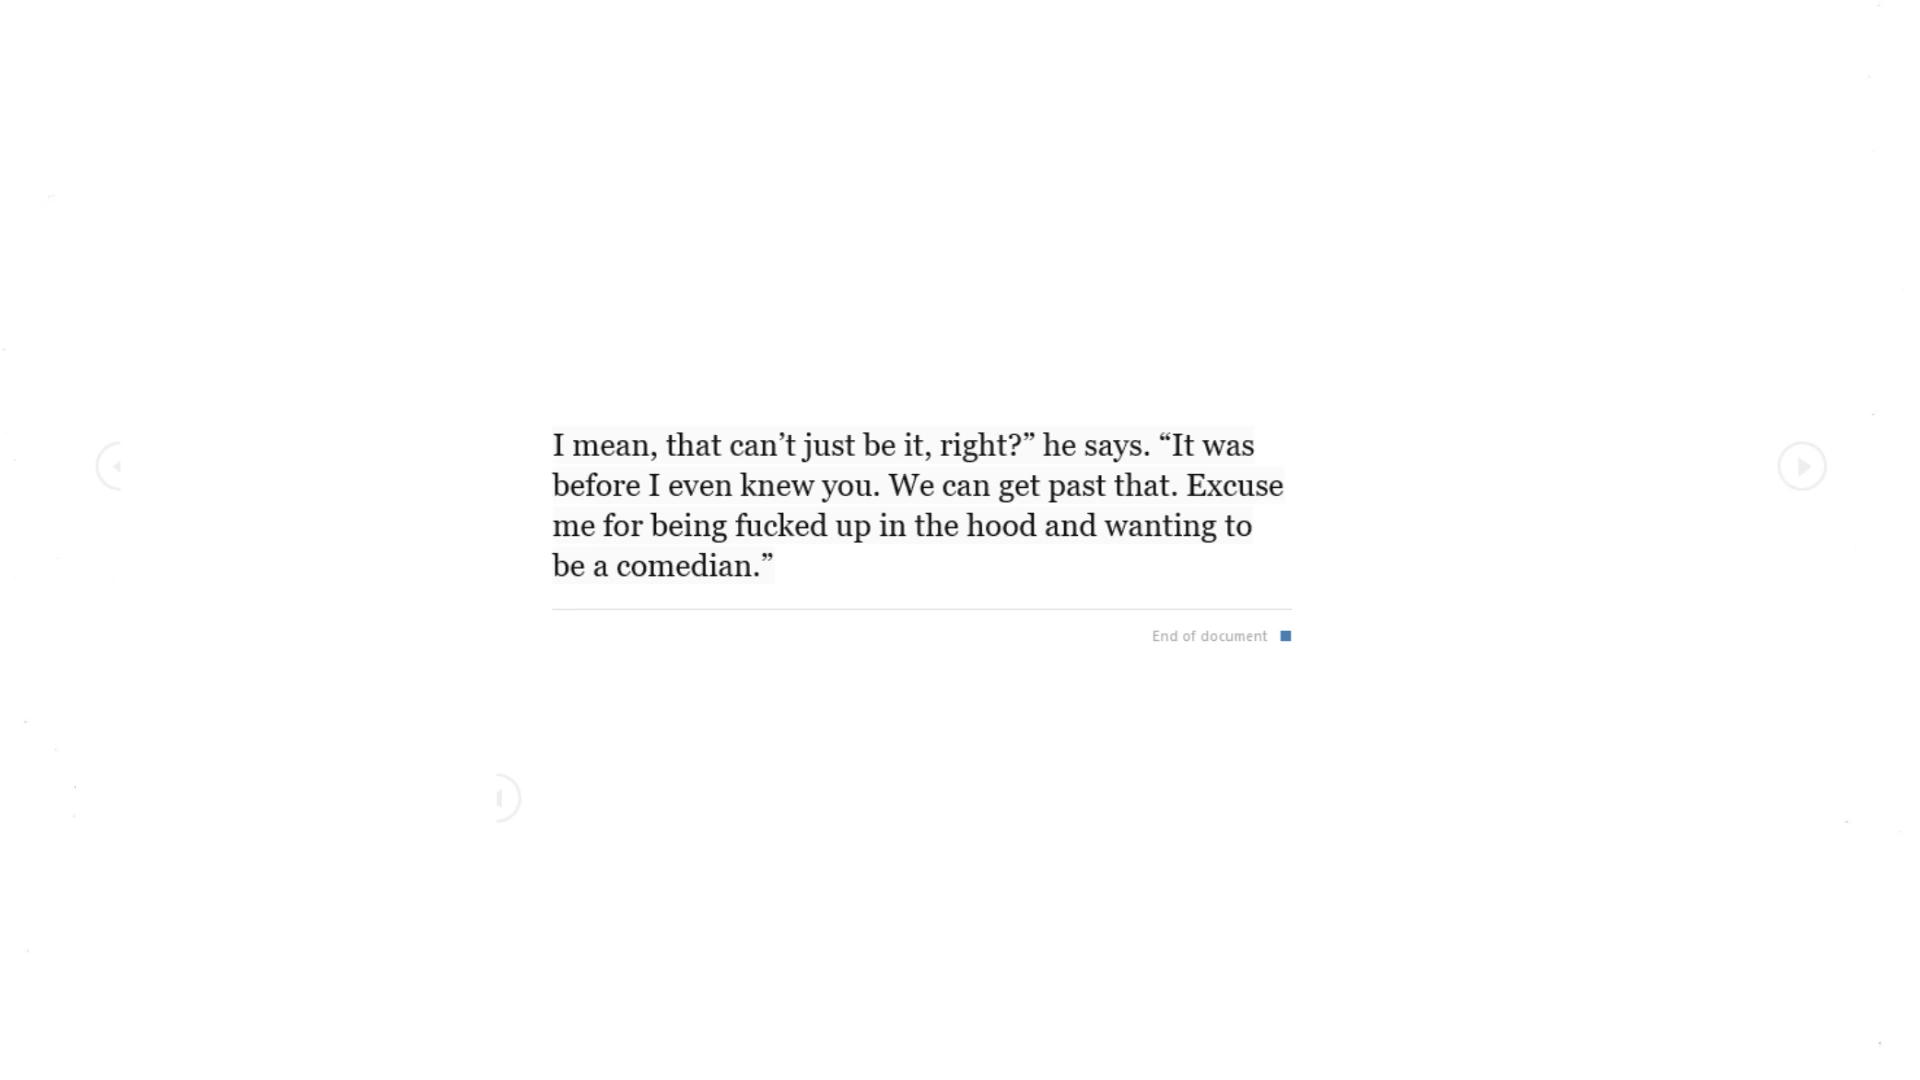 I mean, that can’t just be it, right?” he says. “It was
before I even knew you. We can get past that. Excuse
me for being fucked up in the hood and wanting to
be a comedian.”
End of document